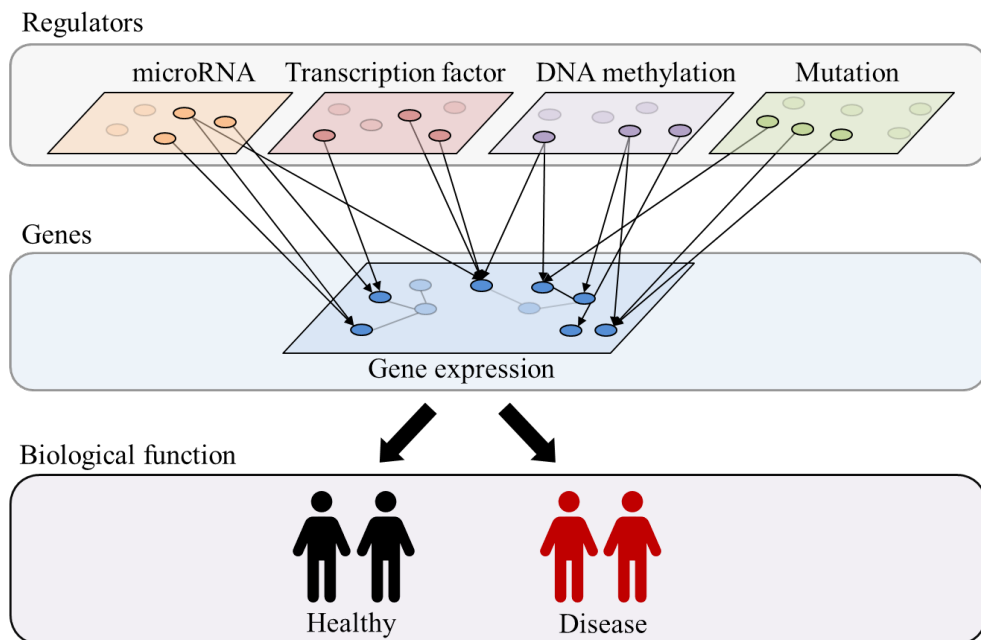 Regulators
microRNA
Transcription factor
DNA methylation
Mutation
Genes
Gene expression
Biological function
Healthy
Disease